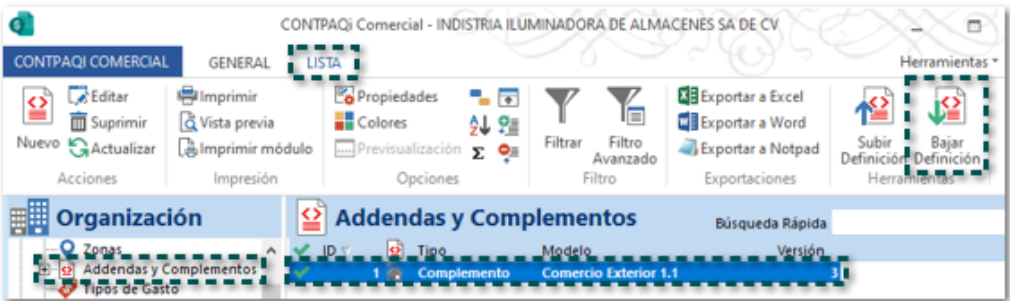 CONTPAQi Comercial - INDISTRIA ILUMINADORA DE ALMACENES SA DE CV
CONTPAQI COMERCIAL GENERAL LISTA Herramientas
Nuevo Editar Suprimir Actualizar
Acciones
Imprimir
Vista previa
Imprimir módulo
Impresión
Propiedades
Colores
Previsualización
Opciones
Filtrar Filtro Avanzado
Filtro
Exportar a Excel
Exportar a Word
Exportar a Notpad
Exportaciones
Subir Definición
Bajar Definición
Herramientas
Organización
Zonas
Addendas y Complementos
Tipos de Gasto
Addendas y Complementos Búsqueda Rápida
ID Tipo Modelo Versión
1 Complemento Comercio Exterior 1.1 3